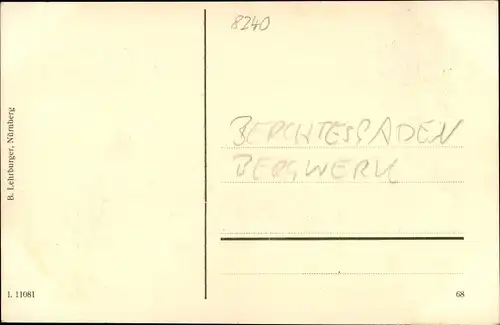 8240
B. Lehrburger, Nürnberg
BERCHTESGADEN
BERGWERK
L 11081
68